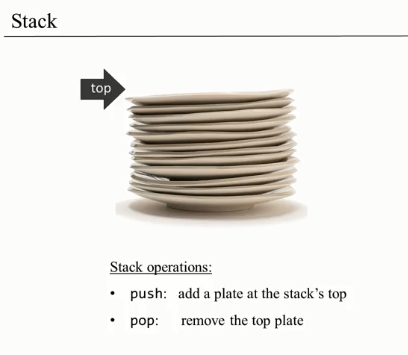 Stack
top
Stack operations:
• push: add a plate at the stack's top
• pop: remove the top plate